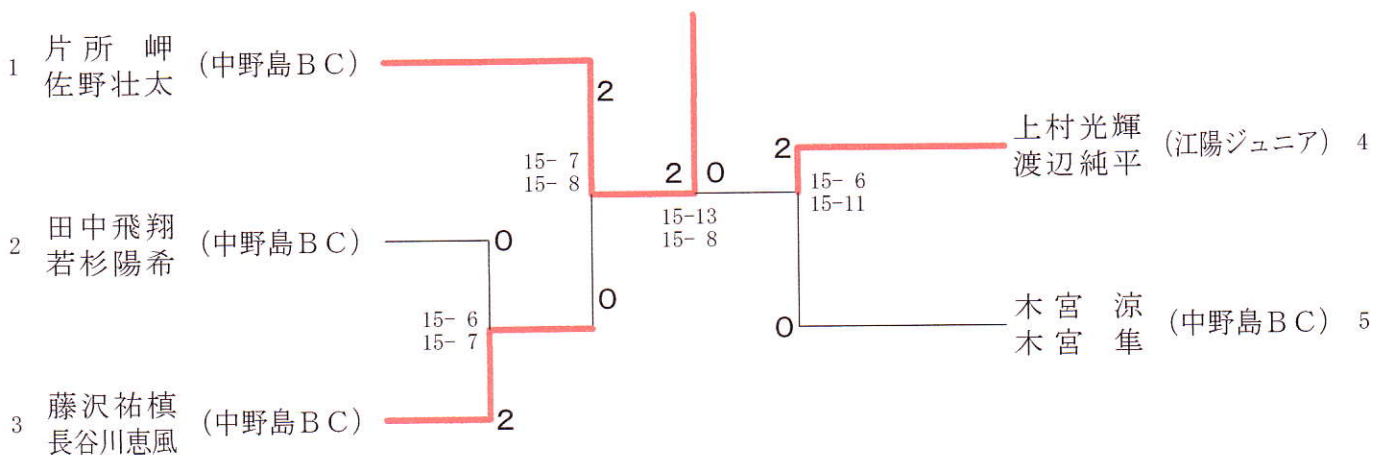 1 片所 岬 (中野島BC)
佐野壮太
2
15- 7
15- 8
2 0
15-13
15- 8
2 田中飛翔 (中野島BC)
若杉陽希
0
0
15- 6
15- 7
3 藤沢祐槙 (中野島BC)
長谷川恵風
2
上村光輝 (江陽ジュニア) 4
渡辺純平
2
15- 6
15-11
0
木宮 涼 (中野島BC) 5
木宮 隼